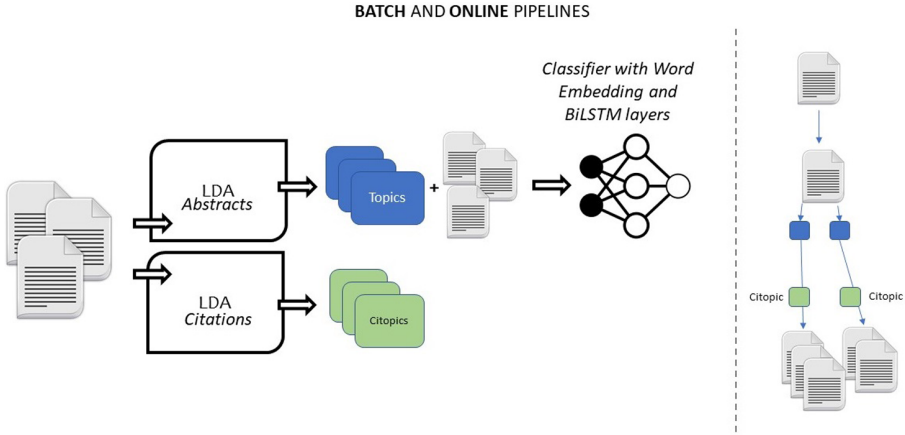 BATCH AND ONLINE PIPELINES
Classifier with Word
Embedding and
BiLSTM layers
LDA
Abstracts
Topics
+
LDA
Citations
Citopics
Citopic
Citopic